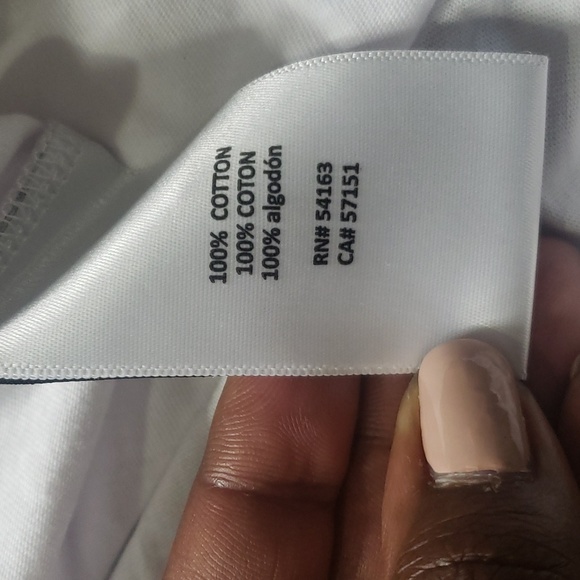 100% COTTON
100% COTON
100% algodón
RN# 54163
CA# 57151